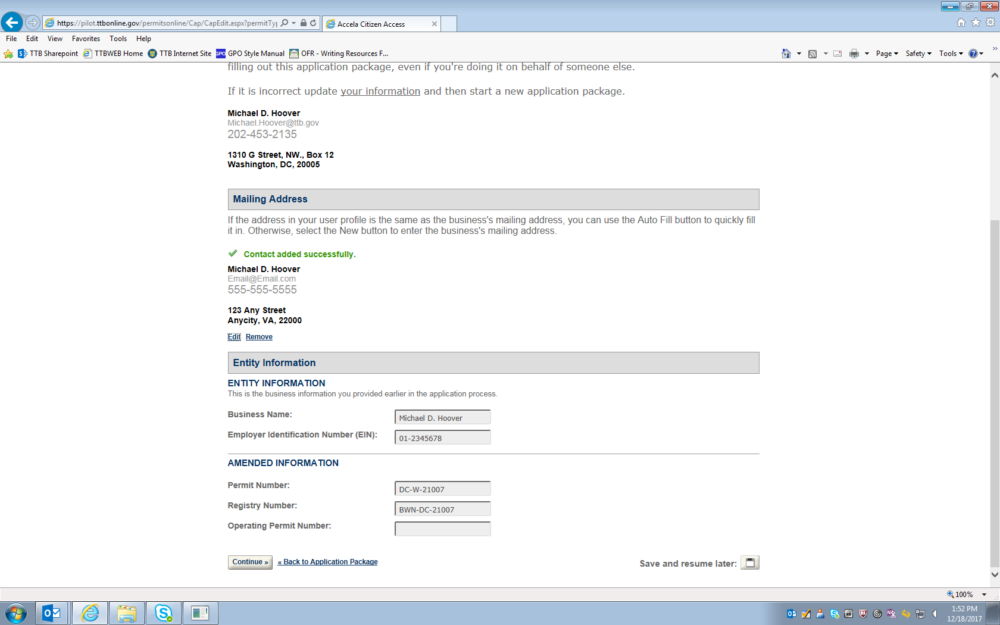 https://pilot.ttbonline.gov/permitsonline/Cap/CapEdit.aspx?permitTy
Accela Citizen Access
File Edit View Favorites Tools Help
TTB Sharepoint TTBWEB Home TTB Internet Site GPO GPO Style Manual OFR - Writing Resources F...
Page Safety Tools
filling out this application package, even if you're doing it on behalf of someone else.
If it is incorrect update your information and then start a new application package.
Michael D. Hoover
Michael.Hoover@ttb.gov
202-453-2135
1310 G Street, NW., Box 12
Washington, DC, 20005
Mailing Address
If the address in your user profile is the same as the business's mailing address, you can use the Auto Fill button to quickly fill
it in. Otherwise, select the New button to enter the business's mailing address.
Contact added successfully.
Michael D. Hoover
Email@Email.com
555-555-5555
123 Any Street
Anycity, VA, 22000
Edit Remove
Entity Information
ENTITY INFORMATION
This is the business information you provided earlier in the application process.
Business Name: Michael D. Hoover
Employer Identification Number (EIN): 01-2345678
AMENDED INFORMATION
Permit Number: DC-W-21007
Registry Number: BWN-DC-21007
Operating Permit Number:
Continue » « Back to Application Package Save and resume later:
100%
1:52 PM
12/18/2017